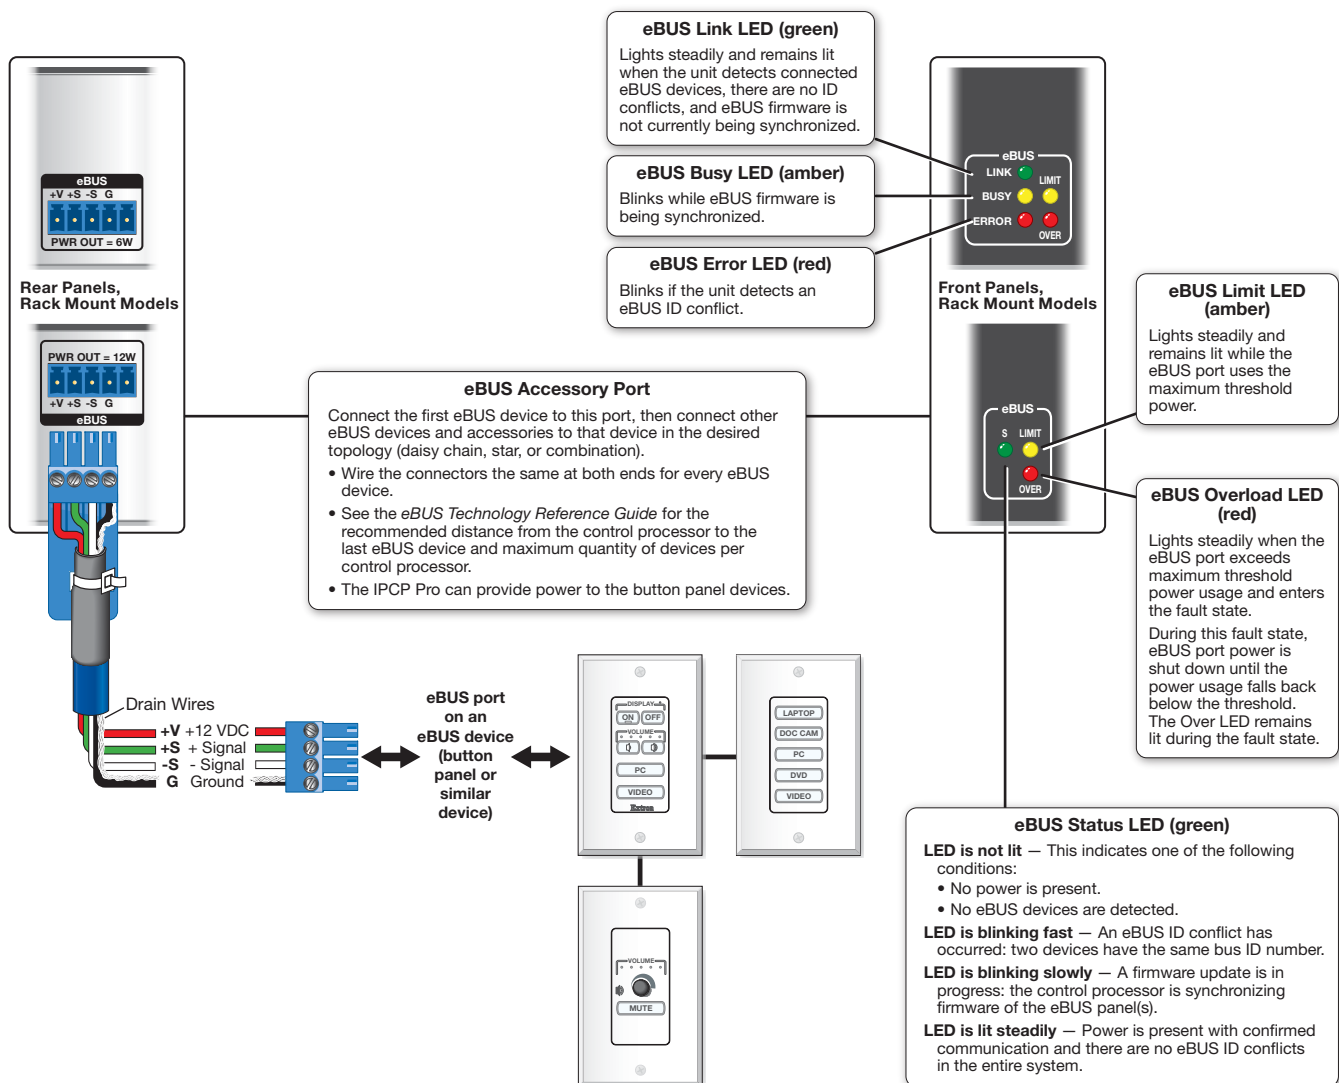 eBUS Link LED (green)
Lights steadily and remains lit
when the unit detects connected
eBUS devices, there are no ID
conflicts, and eBUS firmware is
not currently being synchronized.
eBUS Busy LED (amber)
Blinks while eBUS firmware is
being synchronized.
eBUS Error LED (red)
Blinks if the unit detects an
eBUS ID conflict.
eBUS
+V +S -S G
PWR OUT = 6W
Rear Panels,
Rack Mount Models
PWR OUT = 12W
+V +S -S G
eBUS
eBUS
LINK
LIMIT
BUSY
ERROR
OVER
Front Panels,
Rack Mount Models
eBUS
S LIMIT
OVER
eBUS Limit LED
(amber)
Lights steadily and
remains lit while the
eBUS port uses the
maximum threshold
power.
eBUS Accessory Port
Connect the first eBUS device to this port, then connect other
eBUS devices and accessories to that device in the desired
topology (daisy chain, star, or combination).
• Wire the connectors the same at both ends for every eBUS
device.
• See the eBUS Technology Reference Guide for the
recommended distance from the control processor to the
last eBUS device and maximum quantity of devices per
control processor.
• The IPCP Pro can provide power to the button panel devices.
eBUS Overload LED
(red)
Lights steadily when the
eBUS port exceeds
maximum threshold
power usage and enters
the fault state.
During this fault state,
eBUS port power is
shut down until the
power usage falls back
below the threshold.
The Over LED remains
lit during the fault state.
Drain Wires
+V +12 VDC
+S + Signal
-S - Signal
G Ground
eBUS port
on an
eBUS device
(button
panel or
similar
device)
DISPLAY
ON OFF
VOLUME
PC
VIDEO
Extron
LAPTOP
DOC CAM
PC
DVD
VIDEO
VOLUME
MUTE
eBUS Status LED (green)
LED is not lit — This indicates one of the following
conditions:
• No power is present.
• No eBUS devices are detected.
LED is blinking fast — An eBUS ID conflict has
occurred: two devices have the same bus ID number.
LED is blinking slowly — A firmware update is in
progress: the control processor is synchronizing
firmware of the eBUS panel(s).
LED is lit steadily — Power is present with confirmed
communication and there are no eBUS ID conflicts
in the entire system.